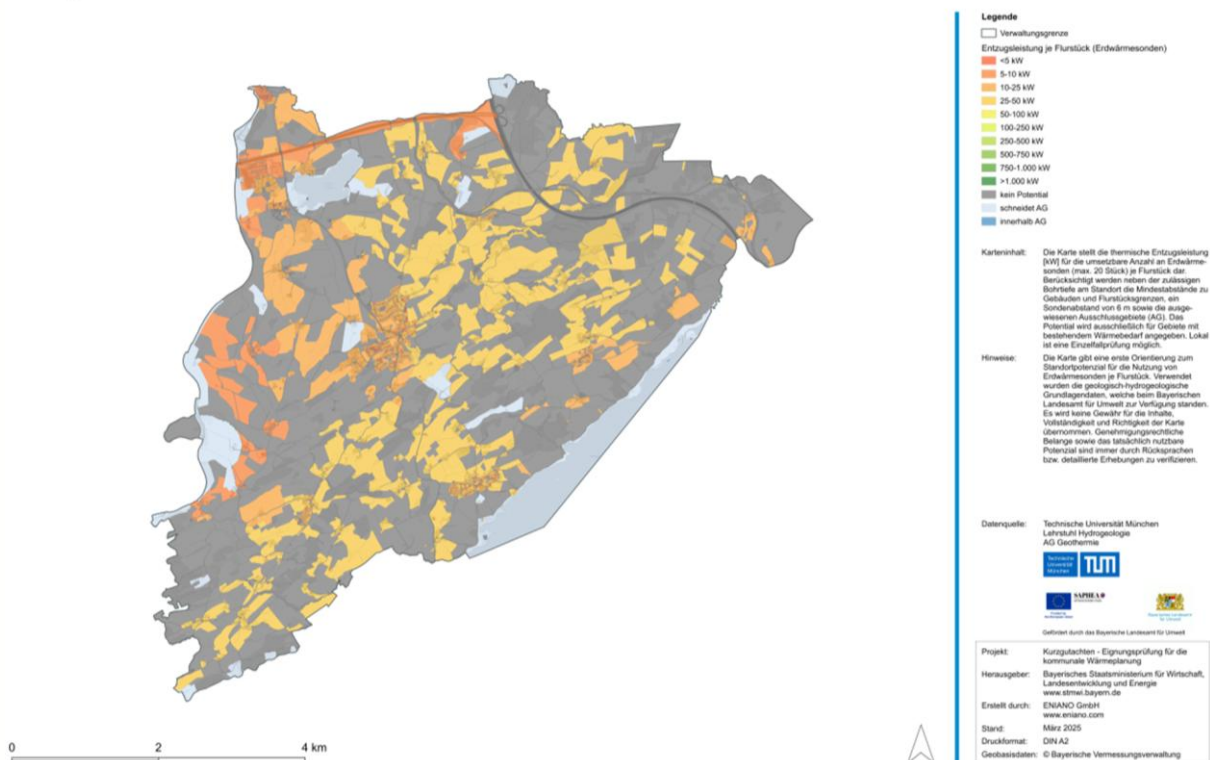 Legende
Verwaltungsgrenze
Entzugsleistung je Flurstück (Erdwärmesonden)
<5 kW
5-10 kW
10-25 kW
25-50 kW
50-100 kW
100-250 kW
250-500 kW
500-750 kW
750-1.000 kW
>1.000 kW
kein Potential
schneidet AG
innerhalb AG
Karteninhalt: Die Karte stellt die thermische Entzugsleistung
[kW] für die umsetzbare Anzahl an Erdwärme-
sonden (max. 20 Stück) je Flurstück dar.
Berücksichtigt werden neben der zulässigen
Bohrtiefe am Standort die Mindestabstände zu
Gebäuden und Flurstücksgrenzen, ein
Sondenabstand von 6 m sowie die ausge-
wiesenen Ausschlussgebiete (AG). Das
Potential wird ausschließlich für Gebiete mit
bestehendem Wärmebedarf angegeben. Lokal
ist eine Einzelfallprüfung möglich.
Hinweise: Die Karte gibt eine erste Orientierung zum
Standortpotenzial für die Nutzung von
Erdwärmesonden je Flurstück. Verwendet
wurden die geologisch-hydrogeologische
Grundlagendaten, welche beim Bayerischen
Landesamt für Umwelt zur Verfügung standen.
Es wird keine Gewähr für die Inhalte,
Vollständigkeit und Richtigkeit der Karte
übernommen. Genehmigungsrechtliche
Belange sowie das tatsächlich nutzbare
Potenzial sind immer durch Rücksprachen
bzw. detaillierte Erhebungen zu verifizieren.
Datenquelle: Technische Universität München
Lehrstuhl Hydrogeologie
AG Geothermie
Technische
Universität
München
TUM
SAPHEA
Gefördert durch das Bayerische Landesamt für Umwelt
Projekt: Kurzgutachten - Eignungsprüfung für die
kommunale Wärmeplanung
Herausgeber: Bayerisches Staatsministerium für Wirtschaft,
Landesentwicklung und Energie
www.stmwi.bayern.de
Erstellt durch: ENIANO GmbH
www.eniano.com
Stand: März 2025
Druckformat: DIN A2
Geobasisdaten: © Bayerische Vermessungsverwaltung
0 2 4 km